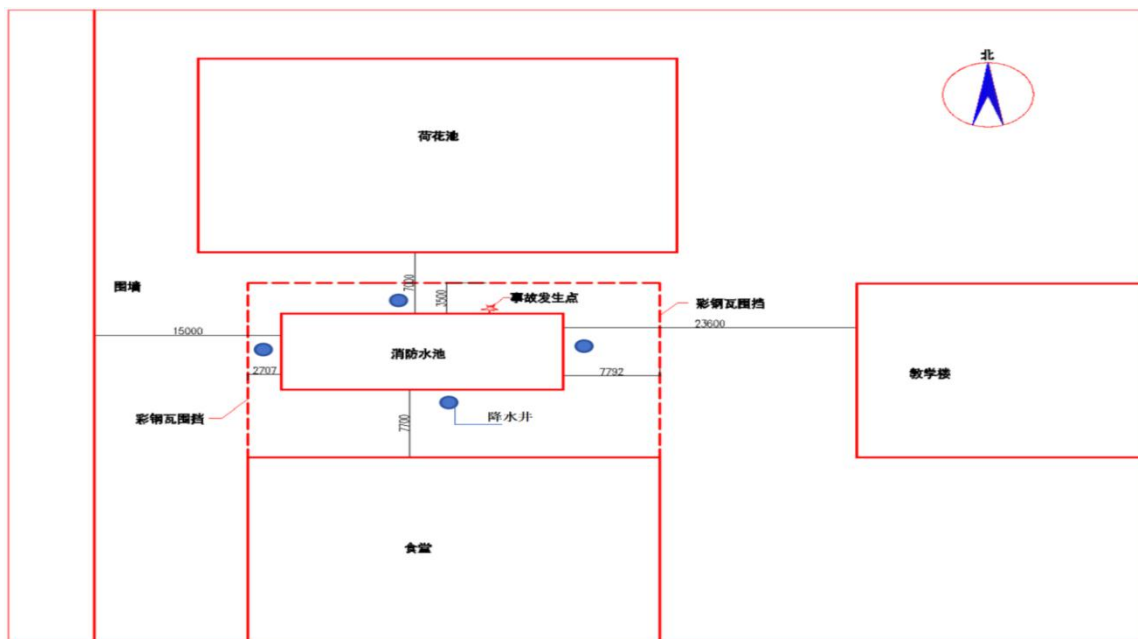 北
荷花池
围墙
7000
3500
事故发生点
彩钢瓦围挡
23600
15000
消防水池
2707
7792
教学楼
彩钢瓦围挡
7700
降水井
食堂